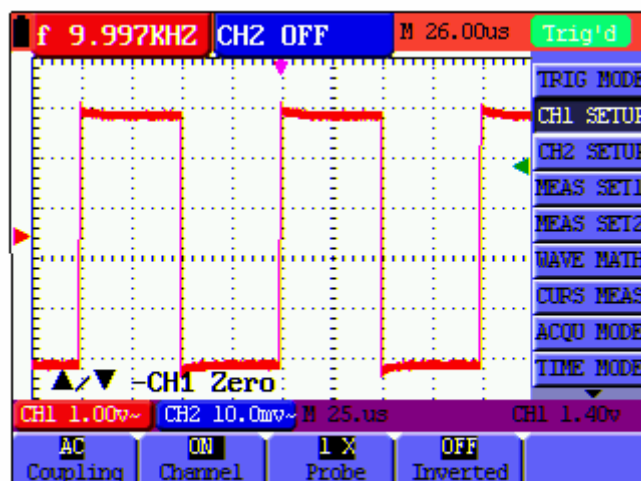 f 9.997KHZ CH2 OFF M 26.00us Trig'd
TRIG MODE
CH1 SETUP
CH2 SETUP
MEAS SET1
MEAS SET2
WAVE MATH
CURS MEAS
ACQU MODE
TIME MODE
▲/▼ -CH1 Zero
CH1 1.00v~ CH2 10.0mv~ M 25.us CH1 1.40v
AC ON 1 X OFF
Coupling Channel Probe Inverted